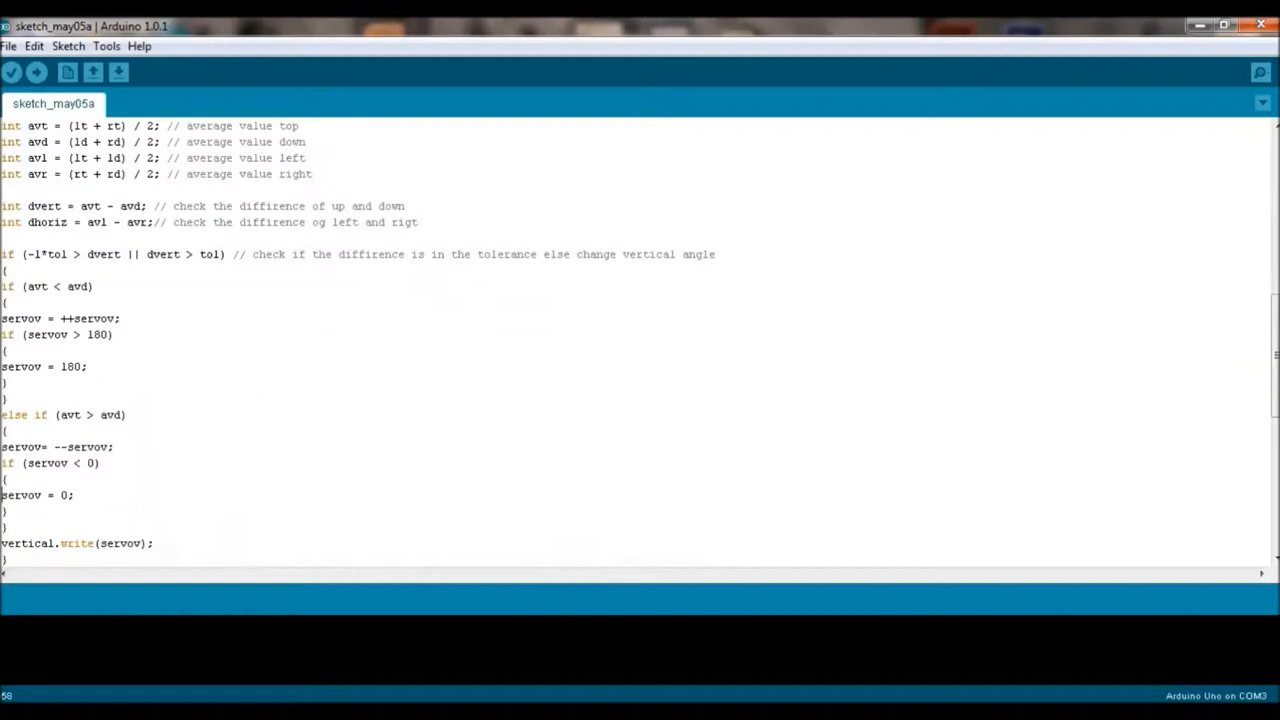 sketch_may05a | Arduino 1.0.1
File Edit Sketch Tools Help
sketch_may05a
int avt = (lt + rt) / 2; // average value top
int avd = (ld + rd) / 2; // average value down
int avl = (lt + ld) / 2; // average value left
int avr = (rt + rd) / 2; // average value right
int dvert = avt - avd; // check the diffirence of up and down
int dhoriz = avl - avr;// check the diffirence og left and rigt
if (-1*tol > dvert || dvert > tol) // check if the diffirence is in the tolerance else change vertical angle
{
if (avt < avd)
{
servov = ++servov;
if (servov > 180)
{
servov = 180;
}
}
else if (avt > avd)
{
servov= --servov;
if (servov < 0)
{
servov = 0;
}
}
vertical.write(servov);
}
58
Arduino Uno on COM3